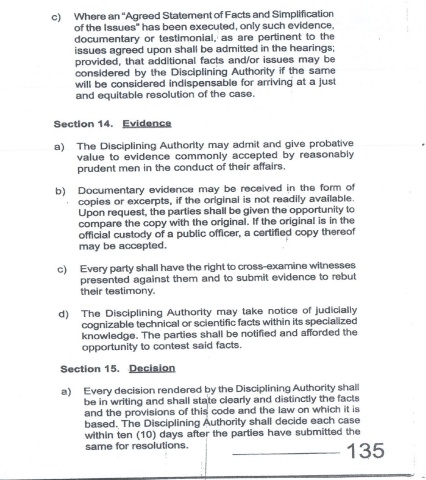 c) Where an "Agreed Statement of Facts and Simplification
of the Issues" has been executed, only such evidence,
documentary or testimonial, as are pertinent to the
issues agreed upon shall be admitted in the hearings;
provided, that additional facts and/or issues may be
considered by the Disciplining Authority if the same
will be considered indispensable for arriving at a just
and equitable resolution of the case.
Section 14. Evidence
a) The Disciplining Authority may admit and give probative
value to evidence commonly accepted by reasonably
prudent men in the conduct of their affairs.
b) Documentary evidence may be received in the form of
copies or excerpts, if the original is not readily available.
Upon request, the parties shall be given the opportunity to
compare the copy with the original. If the original is in the
official custody of a public officer, a certified copy thereof
may be accepted.
c) Every party shall have the right to cross-examine witnesses
presented against them and to submit evidence to rebut
their testimony.
d) The Disciplining Authority may take notice of judicially
cognizable technical or scientific facts within its specialized
knowledge. The parties shall be notified and afforded the
opportunity to contest said facts.
Section 15. Decision
a) Every decision rendered by the Disciplining Authority shall
be in writing and shall state clearly and distinctly the facts
and the provisions of this code and the law on which it is
based. The Disciplining Authority shall decide each case
within ten (10) days after the parties have submitted the
same for resolutions.
135